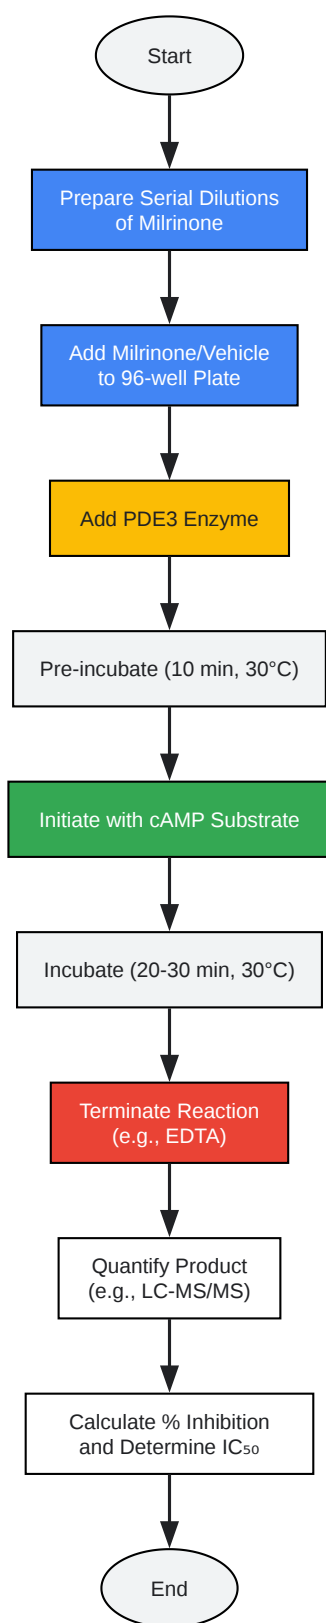 Start
Prepare Serial Dilutions
of Milrinone
Add Milrinone/Vehicle
to 96-well Plate
Add PDE3 Enzyme
Pre-incubate (10 min, 30°C)
Initiate with cAMP Substrate
Incubate (20-30 min, 30°C)
Terminate Reaction
(e.g., EDTA)
Quantify Product
(e.g., LC-MS/MS)
Calculate % Inhibition
and Determine IC₅₀
End